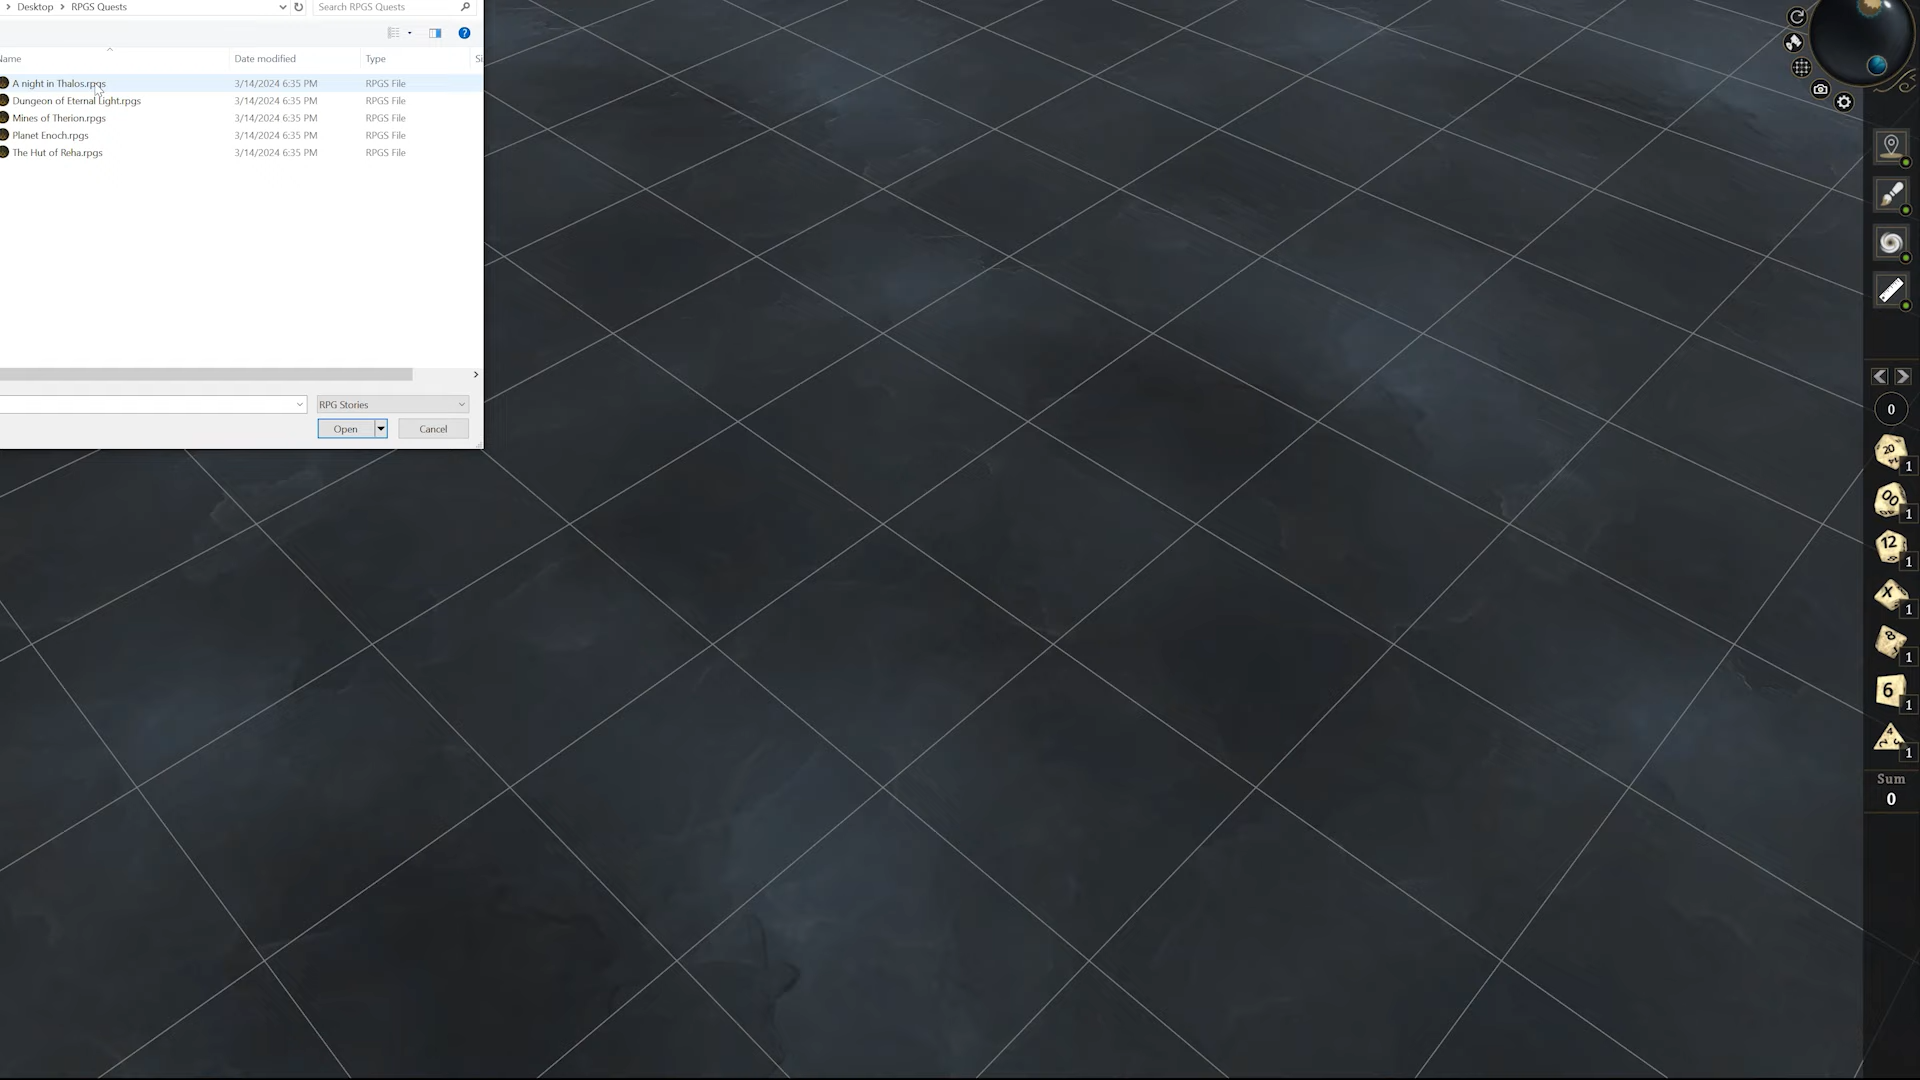 Desktop > RPGS Quests
Search RPGS Quests
Name Date modified Type Si
A night in Thalos.rpgs 3/14/2024 6:35 PM RPGS File
Dungeon of Eternal Light.rpgs 3/14/2024 6:35 PM RPGS File
Mines of Therion.rpgs 3/14/2024 6:35 PM RPGS File
Planet Enoch.rpgs 3/14/2024 6:35 PM RPGS File
The Hut of Reha.rpgs 3/14/2024 6:35 PM RPGS File
RPG Stories
Open Cancel
0
20
1
00
1
12
1
X
1
8
1
6
1
4
1
Sum
0